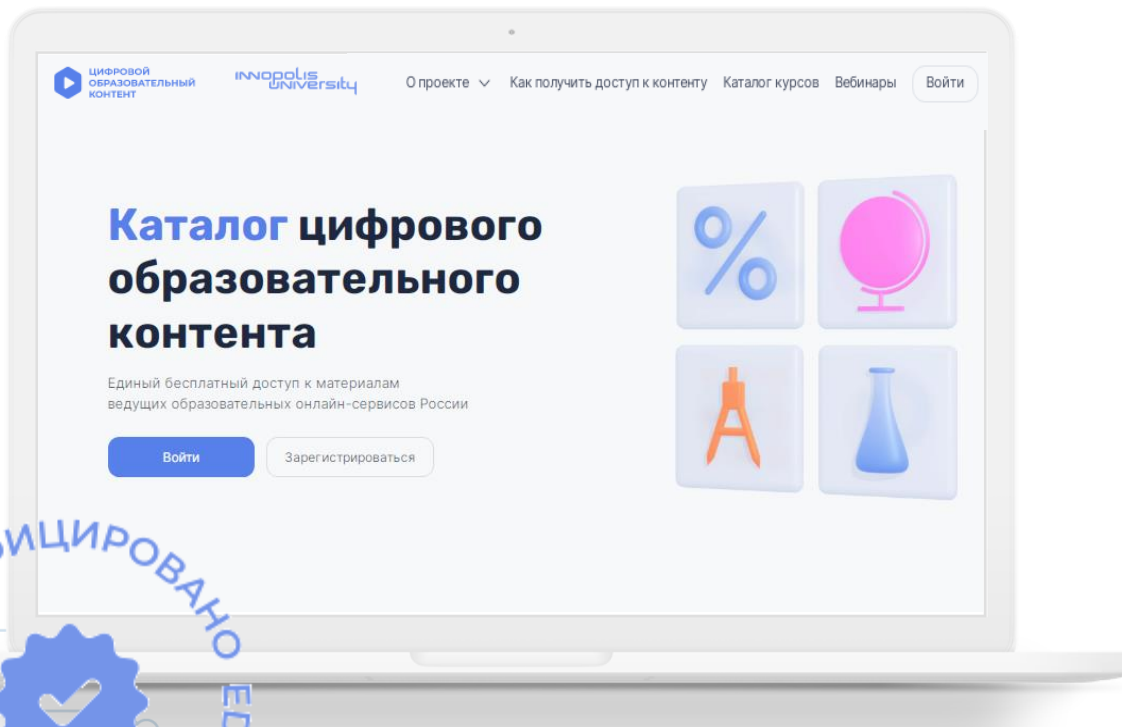 ЦИФРОВОЙ
ОБРАЗОВАТЕЛЬНЫЙ
КОНТЕНТ
INNOPOLIS
UNIVERSITY
О проекте
Как получить доступ к контенту
Каталог курсов
Вебинары
Войти
Каталог цифрового
образовательного
контента
Единый бесплатный доступ к материалам
ведущих образовательных онлайн-сервисов России
Войти
Зарегистрироваться